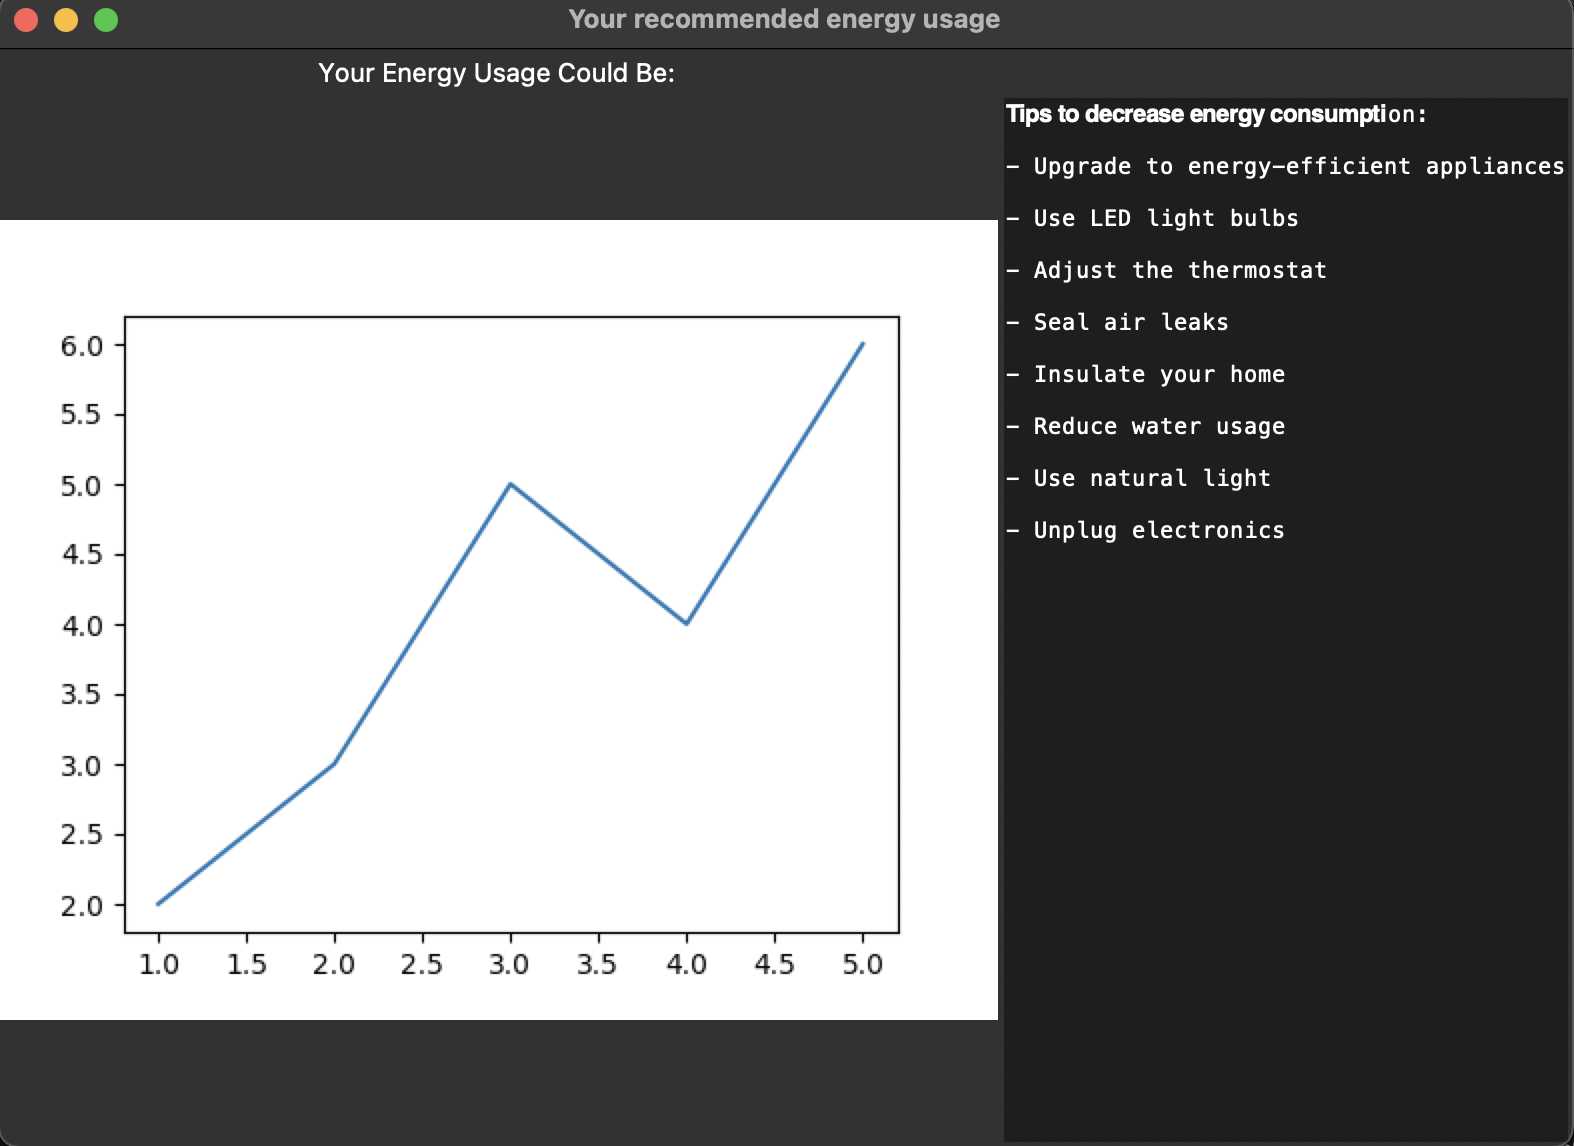 Your recommended energy usage
Your Energy Usage Could Be:
Tips to decrease energy consumption:
- Upgrade to energy-efficient appliances
- Use LED light bulbs
- Adjust the thermostat
- Seal air leaks
- Insulate your home
- Reduce water usage
- Use natural light
- Unplug electronics
6.0
5.5
5.0
4.5
4.0
3.5
3.0
2.5
2.0
1.0 1.5 2.0 2.5 3.0 3.5 4.0 4.5 5.0